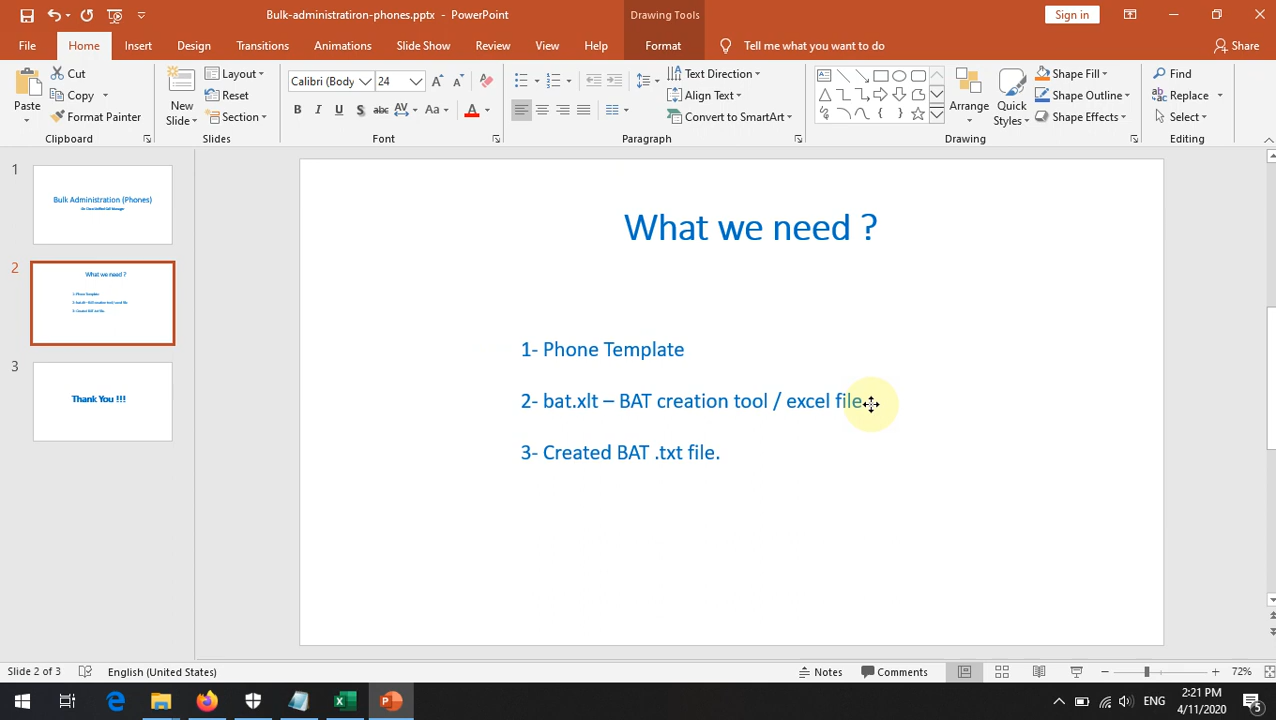 Bulk-administratiron-phones.pptx - PowerPoint
Drawing Tools
Sign in
File
Home
Insert
Design
Transitions
Animations
Slide Show
Review
View
Help
Format
Tell me what you want to do
Share
Paste
Cut
Copy
Format Painter
Clipboard
New Slide
Layout
Reset
Section
Slides
Calibri (Body
24
B I U S abc AV Aa A
Font
Text Direction
Align Text
Convert to SmartArt
Paragraph
Arrange
Quick Styles
Shape Fill
Shape Outline
Shape Effects
Drawing
Find
Replace
Select
Editing
1
Bulk Administration (Phones)
2
What we need ?
1- Phone Template
2- bat.xlt – BAT creation tool / excel file
3- Created BAT .txt file.
3
Thank You !!!
What we need ?
1- Phone Template
2- bat.xlt – BAT creation tool / excel file
3- Created BAT .txt file.
Slide 2 of 3
English (United States)
Notes
Comments
72%
ENG
2:21 PM
4/11/2020
5